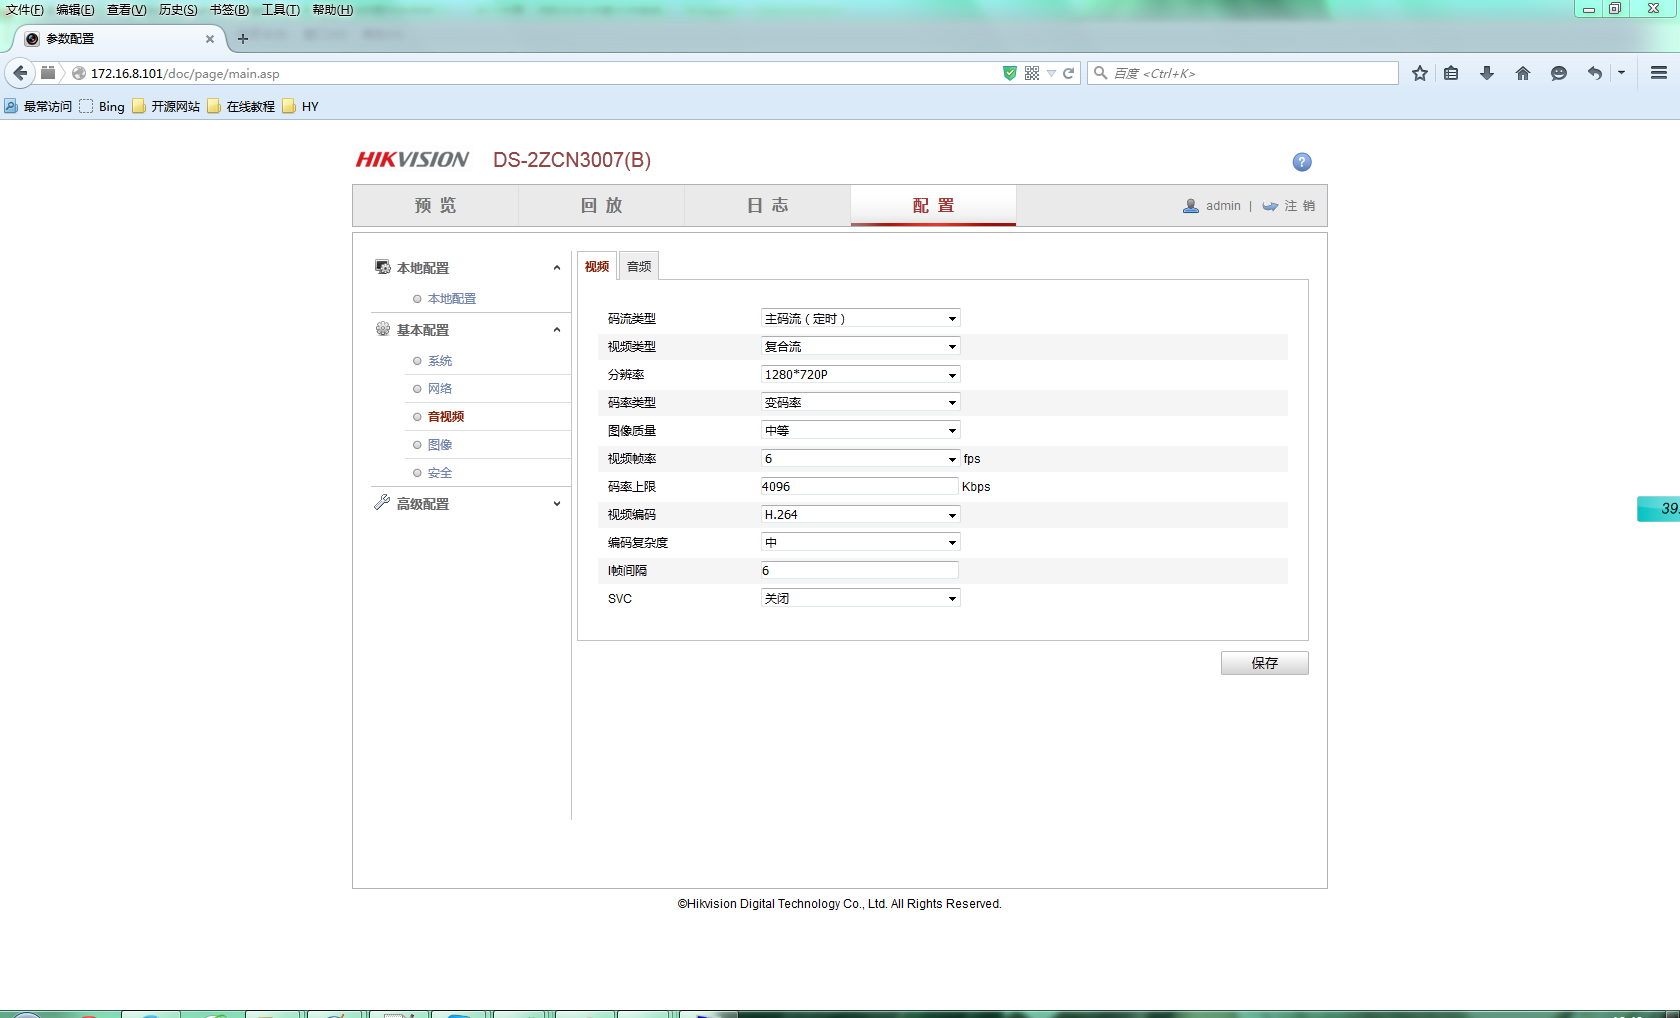 文件(F) 编辑(E) 查看(V) 历史(S) 书签(B) 工具(T) 帮助(H)
参数配置
172.16.8.101/doc/page/main.asp
百度 <Ctrl+K>
最常访问 Bing 开源网站 在线教程 HY
HIKVISION DS-2ZCN3007(B)
预 览 回 放 日 志 配 置 admin | 注 销
本地配置
本地配置
基本配置
系统
网络
音视频
图像
安全
高级配置
视频 音频
码流类型 主码流（定时）
视频类型 复合流
分辨率 1280*720P
码率类型 变码率
图像质量 中等
视频帧率 6 fps
码率上限 4096 Kbps
视频编码 H.264
编码复杂度 中
I帧间隔 6
SVC 关闭
保存
39
©Hikvision Digital Technology Co., Ltd. All Rights Reserved.